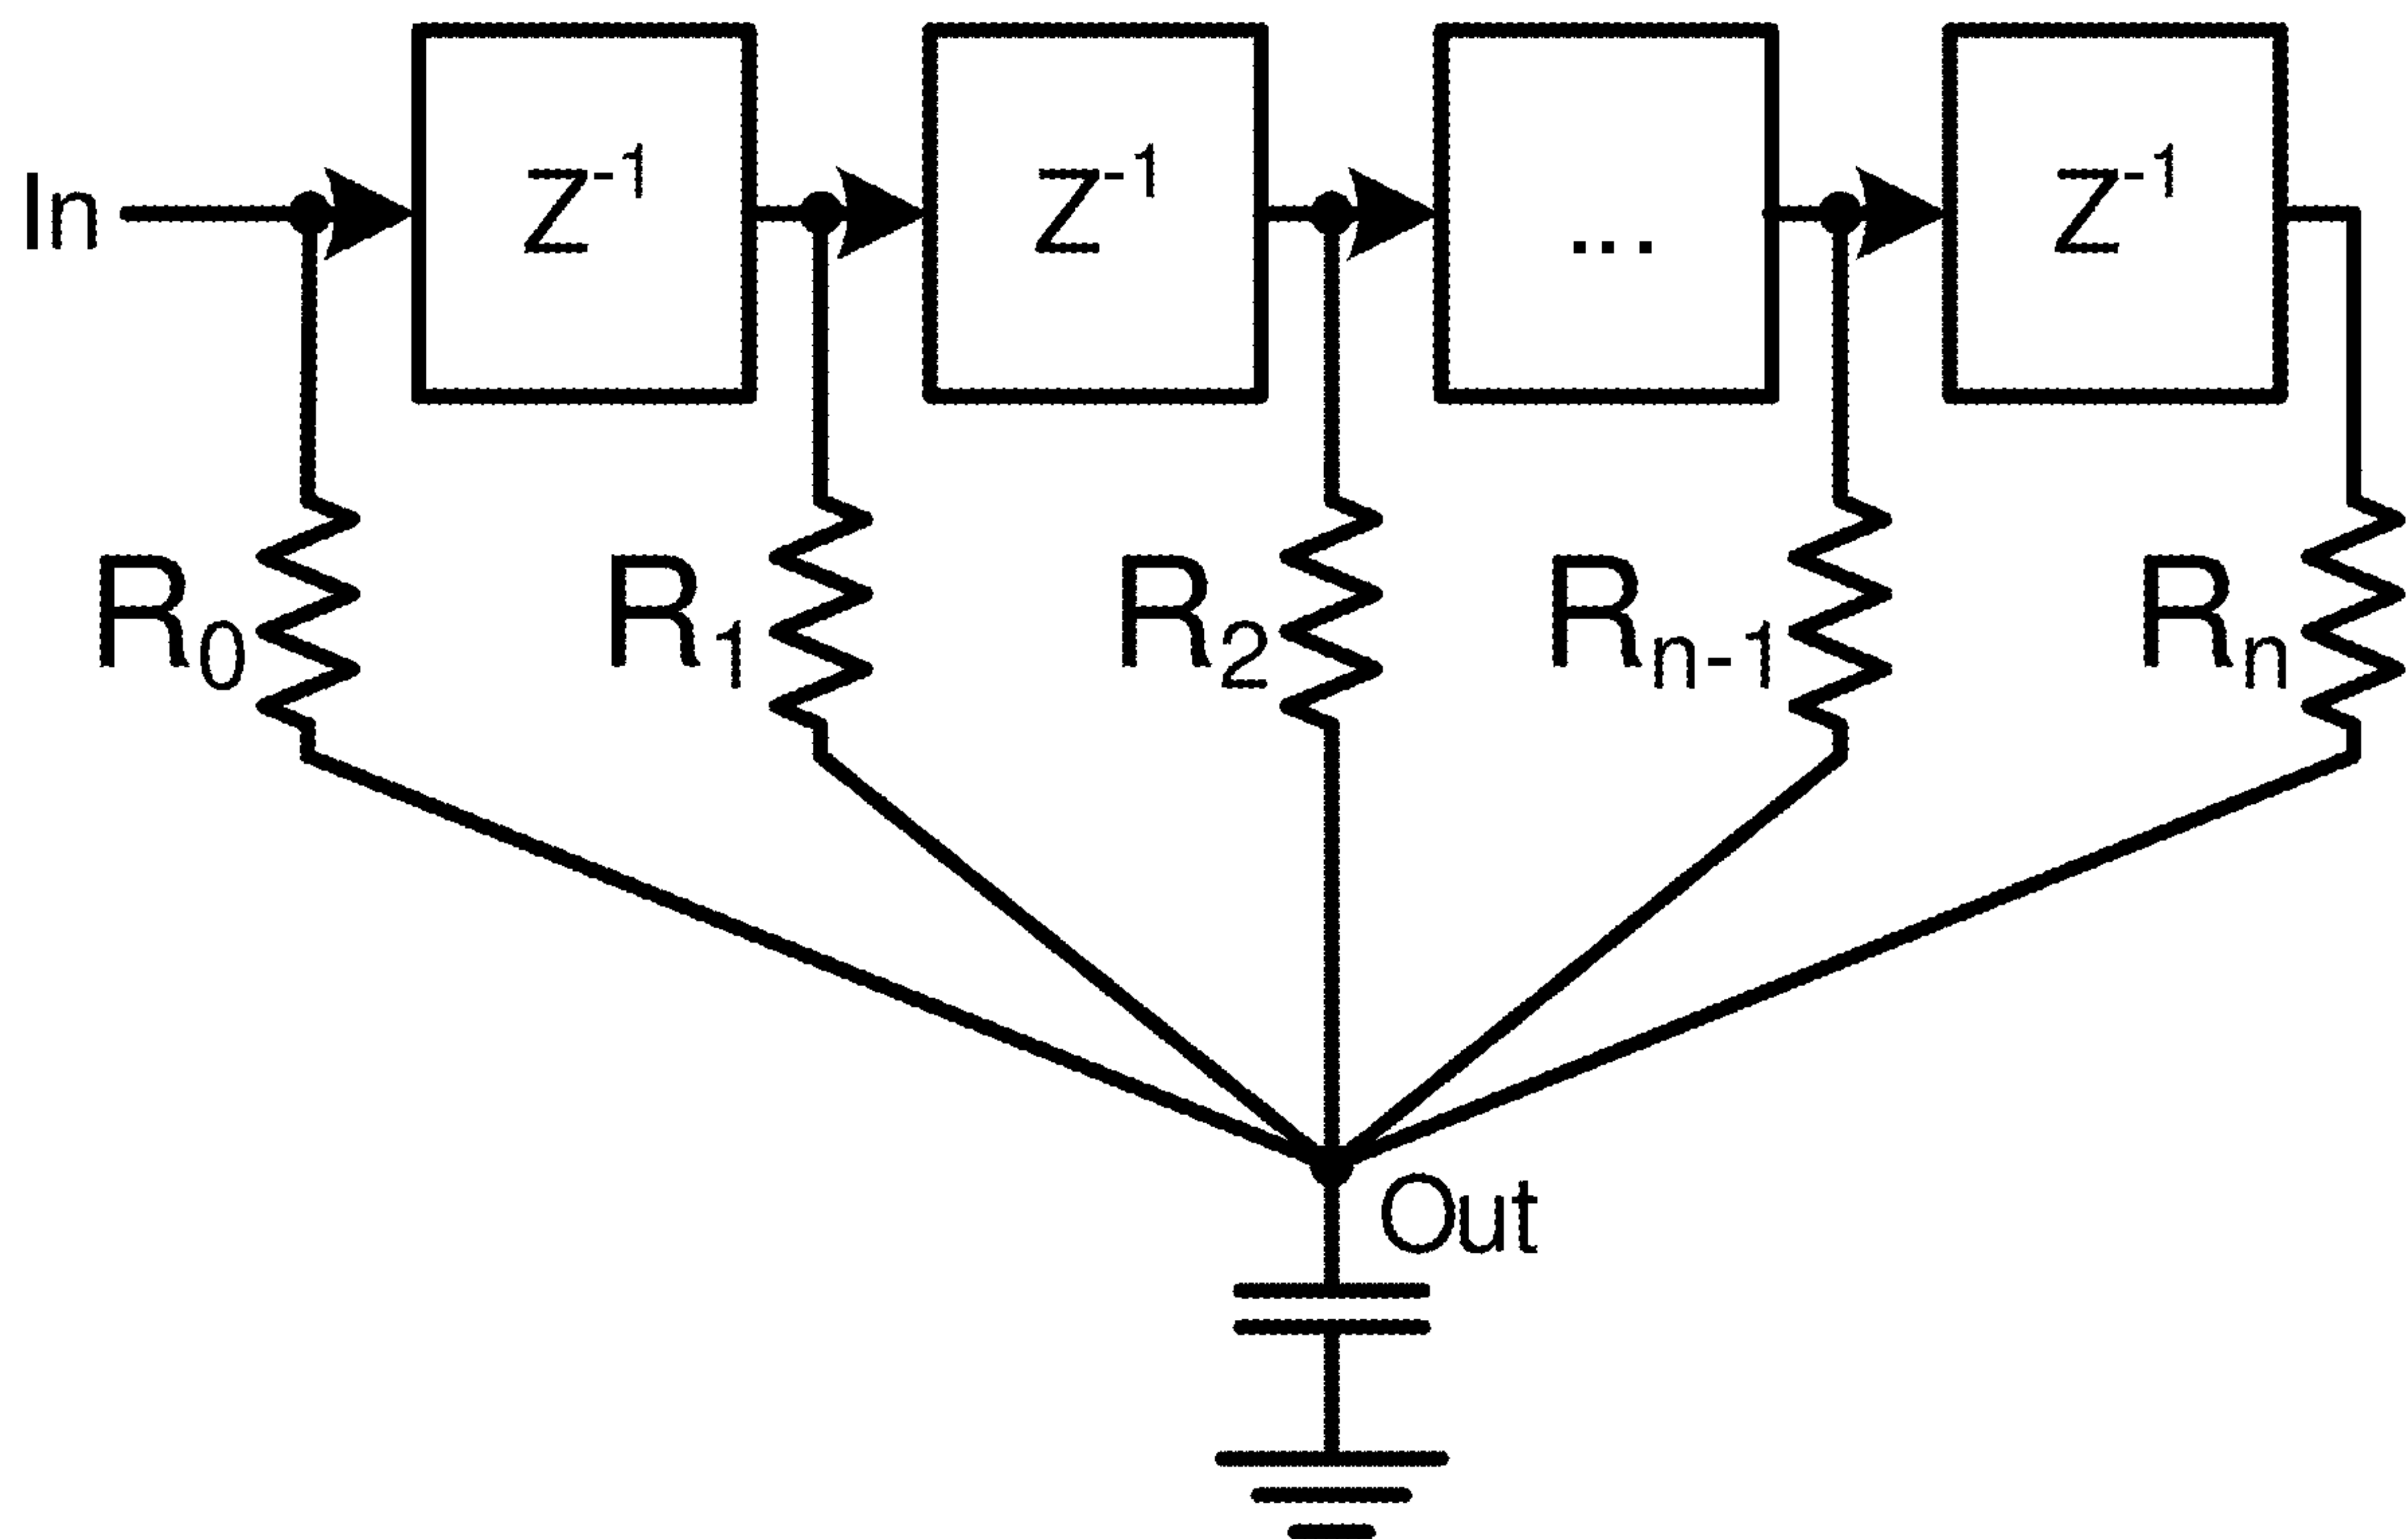 In
Z⁻¹
Z⁻¹
...
Z⁻¹
R₀
R₁
R₂
Rₙ₋₁
Rₙ
Out